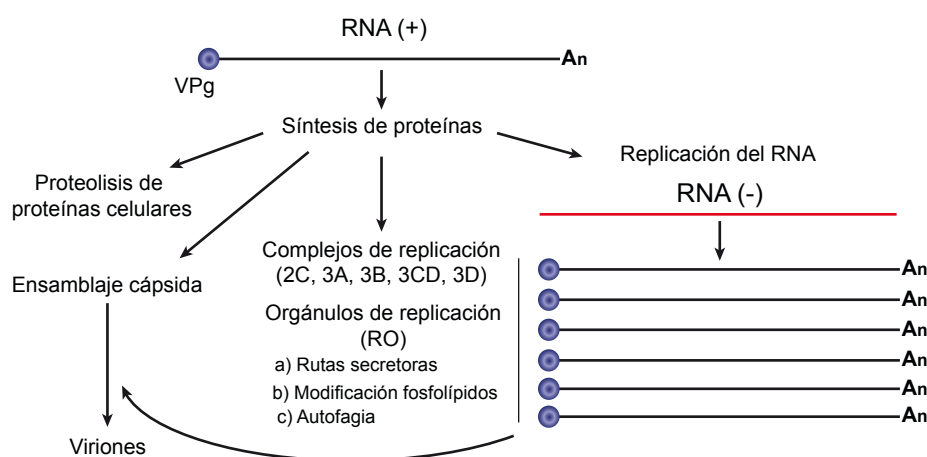 RNA (+)
An
VPg
Síntesis de proteínas
Proteolisis de
proteínas celulares
Replicación del RNA
RNA (-)
Ensamblaje cápsida
Complejos de replicación
(2C, 3A, 3B, 3CD, 3D)
Orgánulos de replicación
(RO)
a) Rutas secretoras
b) Modificación fosfolípidos
c) Autofagia
An
An
An
An
An
An
Viriones